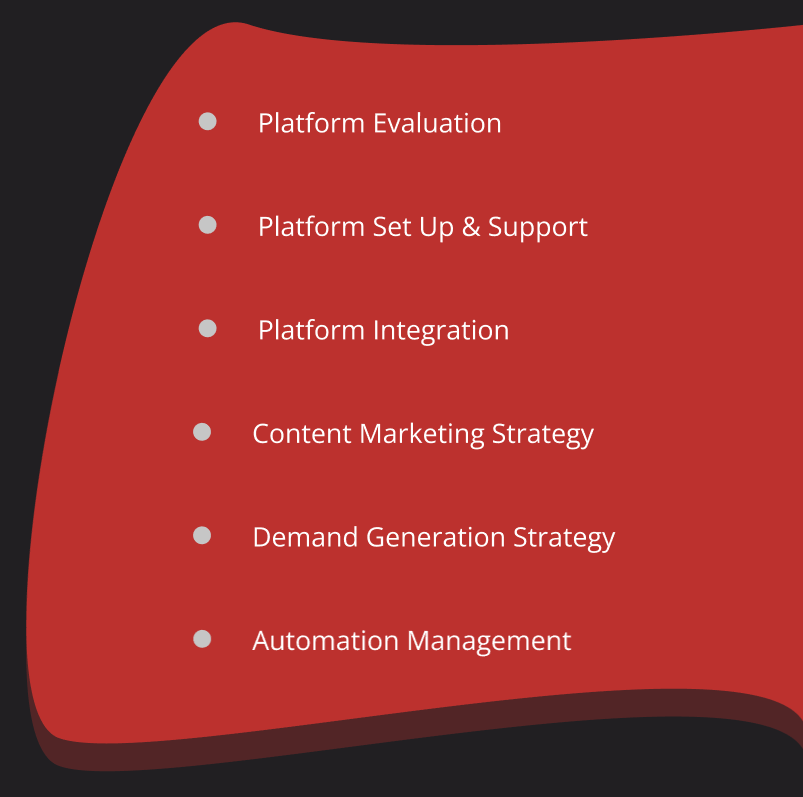 Platform Evaluation
Platform Set Up & Support
Platform Integration
Content Marketing Strategy
Demand Generation Strategy
Automation Management